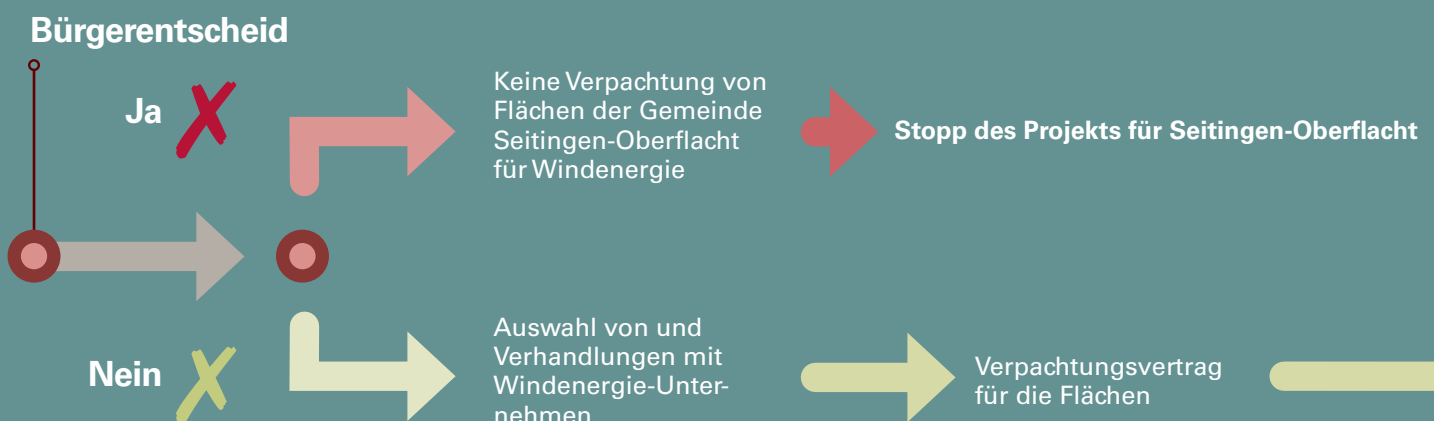 Bürgerentscheid
Ja
Keine Verpachtung von
Flächen der Gemeinde
Seitingen-Oberflacht
für Windenergie
Stopp des Projekts für Seitingen-Oberflacht
Nein
Auswahl von und
Verhandlungen mit
Windenergie-Unter-
nehmen
Verpachtungsvertrag
für die Flächen